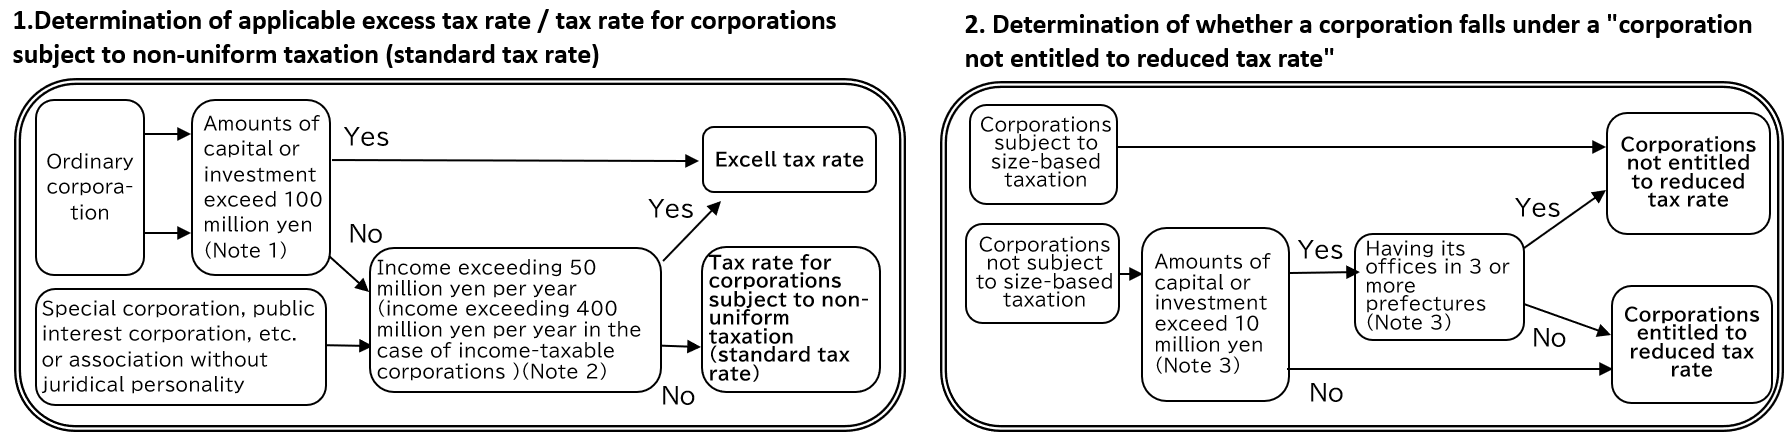 1.Determination of applicable excess tax rate / tax rate for corporations
subject to non-uniform taxation (standard tax rate)
Ordinary
corpora-
tion
Amounts of
capital or
investment
exceed 100
million yen
(Note 1)
Yes
Excell tax rate
No
Yes
Special corporation, public
interest corporation, etc.
or association without
juridical personality
Income exceeding 50
million yen per year
(income exceeding 400
million yen per year in the
case of income-taxable
corporations )(Note 2)
Tax rate for
corporations
subject to non-
uniform
taxation
(standard tax
rate)
No
2. Determination of whether a corporation falls under a "corporation
not entitled to reduced tax rate"
Corporations
subject to
size-based
taxation
Corporations
not entitled
to reduced
tax rate
Corporations
not subject
to size-based
taxation
Amounts of
capital or
investment
exceed 10
million yen
(Note 3)
Yes
Having its
offices in 3 or
more
prefectures
(Note 3)
Yes
No
Corporations
entitled to
reduced tax
rate
No